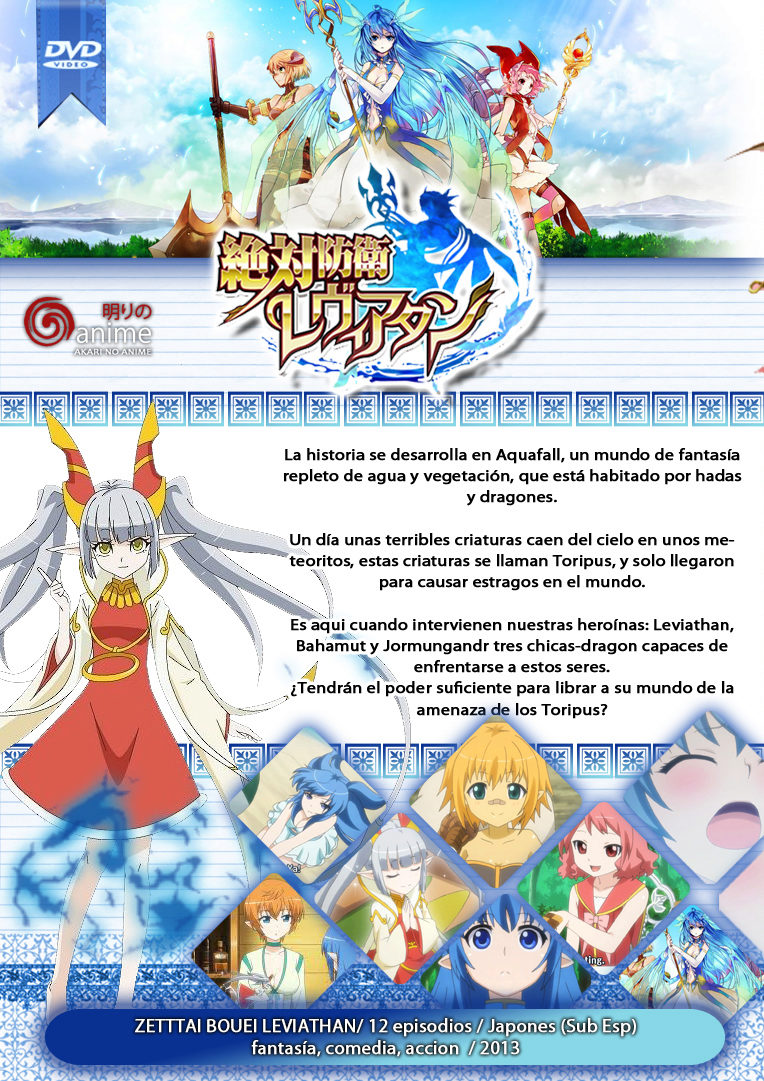 DVD
VIDEO
絶対防衛
レヴィアタン
明りの
anime
AKARI NO ANIME
La historia se desarrolla en Aquafall, un mundo de fantasía
repleto de agua y vegetación, que está habitado por hadas
y dragones.
Un día unas terribles criaturas caen del cielo en unos me-
teoritos, estas criaturas se llaman Toripus, y solo llegaron
para causar estragos en el mundo.
Es aqui cuando intervienen nuestras heroínas: Leviathan,
Bahamut y Jormungandr tres chicas-dragon capaces de
enfrentarse a estos seres.
¿Tendrán el poder suficiente para librar a su mundo de la
amenaza de los Toripus?
ZETTTAI BOUEI LEVIATHAN/ 12 episodios / Japones (Sub Esp)
fantasía, comedia, accion / 2013